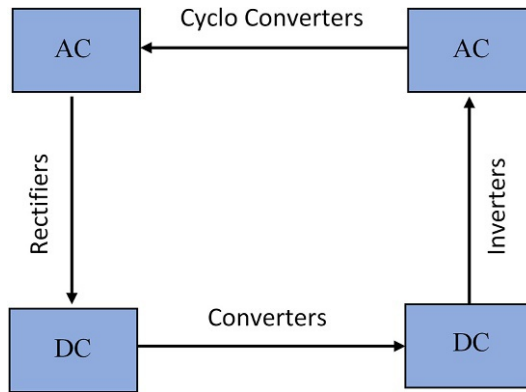 Cyclo Converters
AC
AC
Rectifiers
Inverters
Converters
DC
DC